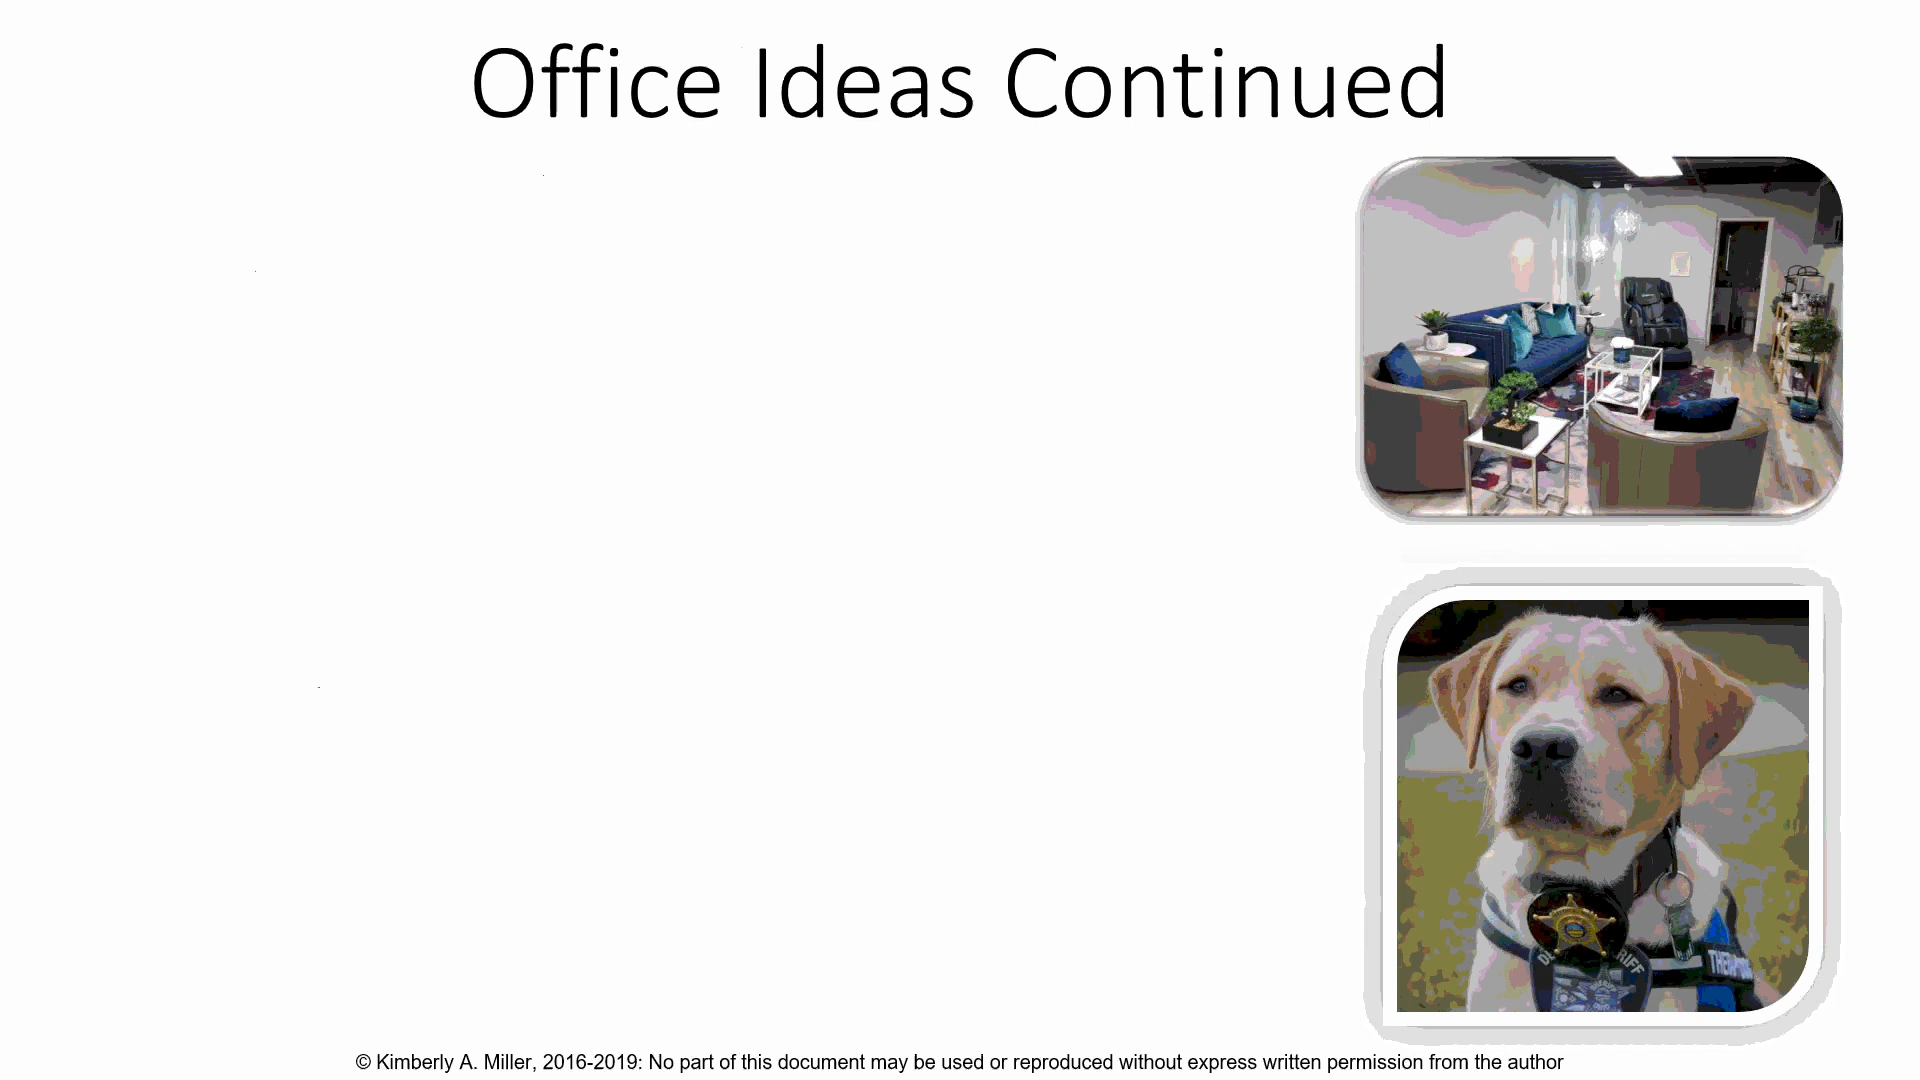 Office Ideas Continued
RIFF
© Kimberly A. Miller, 2016-2019: No part of this document may be used or reproduced without express written permission from the author